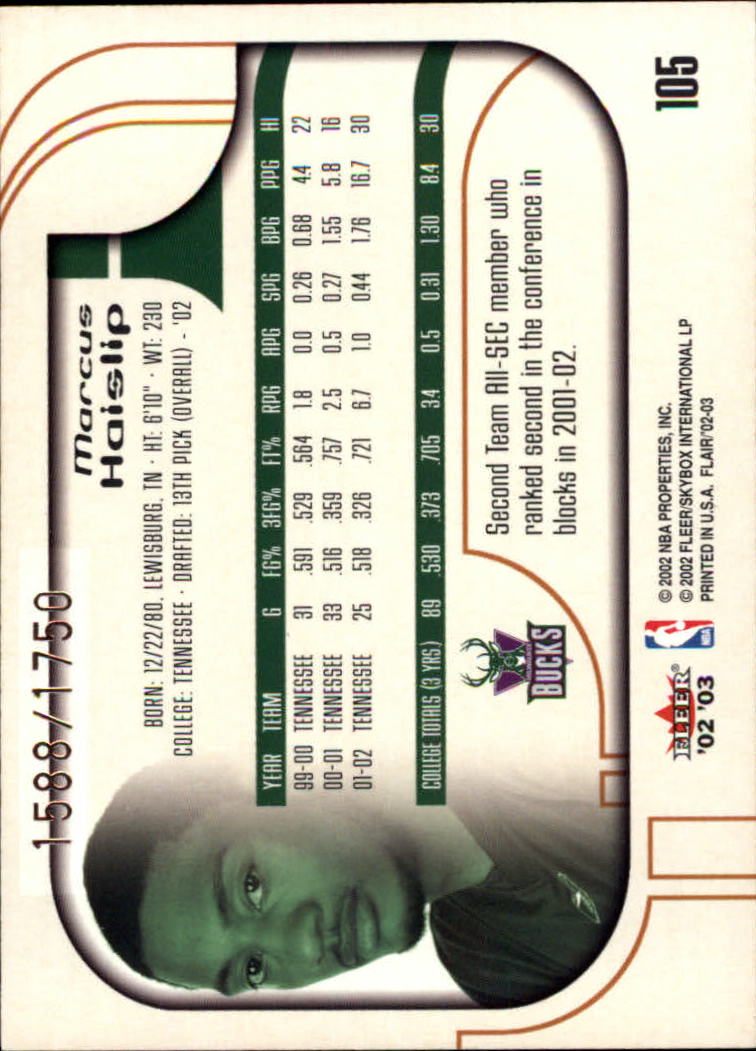 1588/1750
105
Marcus
Haislip
BORN: 12/22/80, LEWISBURG, TN · HT: 6'10" · WT: 230
COLLEGE: TENNESSEE · DRAFTED: 13TH PICK (OVERALL) - '02
YEAR TEAM G FG% 3FG% FT% RPG APG SPG BPG PPG HI
99-00 TENNESSEE 31 .591 .529 .564 1.8 0.0 0.26 0.68 4.4 22
00-01 TENNESSEE 33 .516 .359 .757 2.5 0.5 0.27 1.55 5.8 16
01-02 TENNESSEE 25 .518 .326 .721 6.7 1.0 0.44 1.76 16.7 30
COLLEGE TOTALS (3 YRS) 89 .530 .373 .705 3.4 0.5 0.31 1.30 8.4 30
BUCKS
Second Team All-SEC member who
ranked second in the conference in
blocks in 2001-02.
FLEER®
'02 '03
NBA
© 2002 NBA PROPERTIES, INC.
© 2002 FLEER/SKYBOX INTERNATIONAL LP
PRINTED IN U.S.A. FLAIR/'02-03